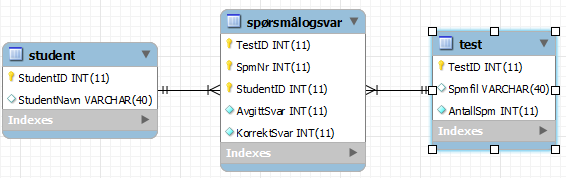 student
StudentID INT(11)
StudentNavn VARCHAR(40)
Indexes
spørsmålogsvar
TestID INT(11)
SpmNr INT(11)
StudentID INT(11)
AvgittSvar INT(11)
KorrektSvar INT(11)
Indexes
test
TestID INT(11)
Spmfil VARCHAR(40)
AntallSpm INT(11)
Indexes